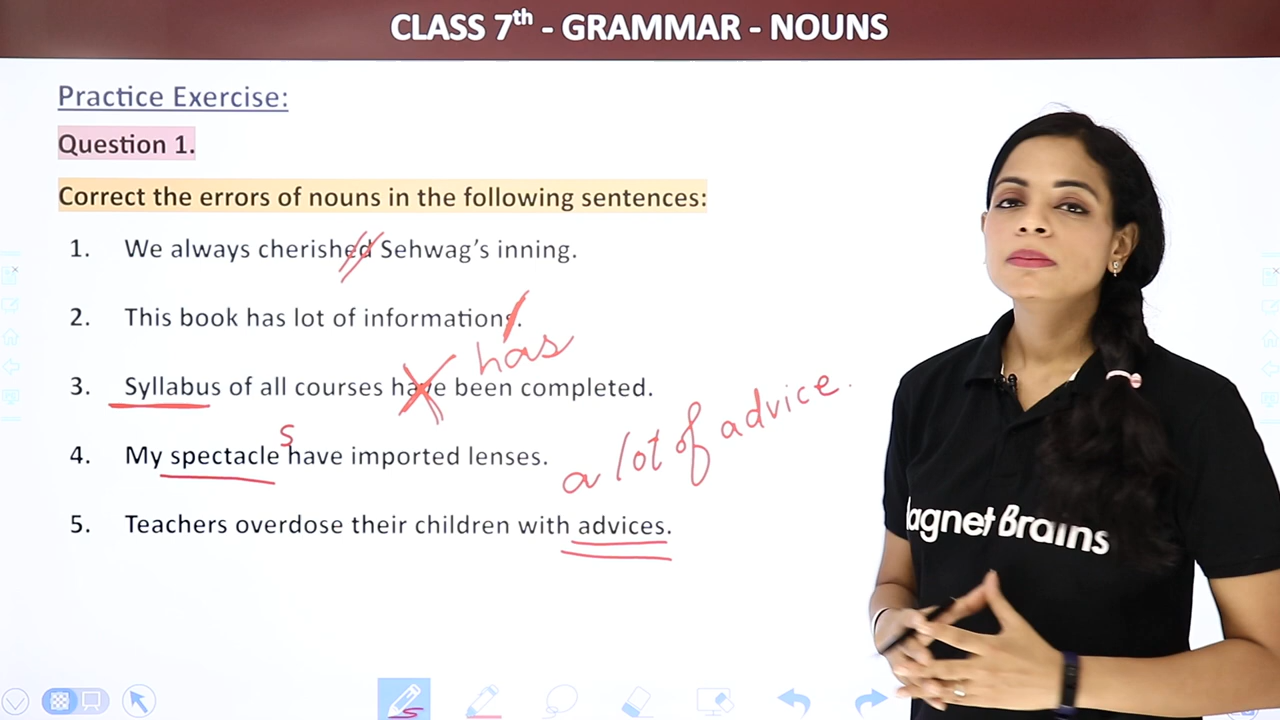 CLASS 7th - GRAMMAR - NOUNS
Practice Exercise:
Question 1.
Correct the errors of nouns in the following sentences:
1. We always cherished Sehwag’s inning.
2. This book has lot of informations.
has
3. Syllabus of all courses have been completed.
a lot of advice.
s
4. My spectacle have imported lenses.
5. Teachers overdose their children with advices.
agnet Brains